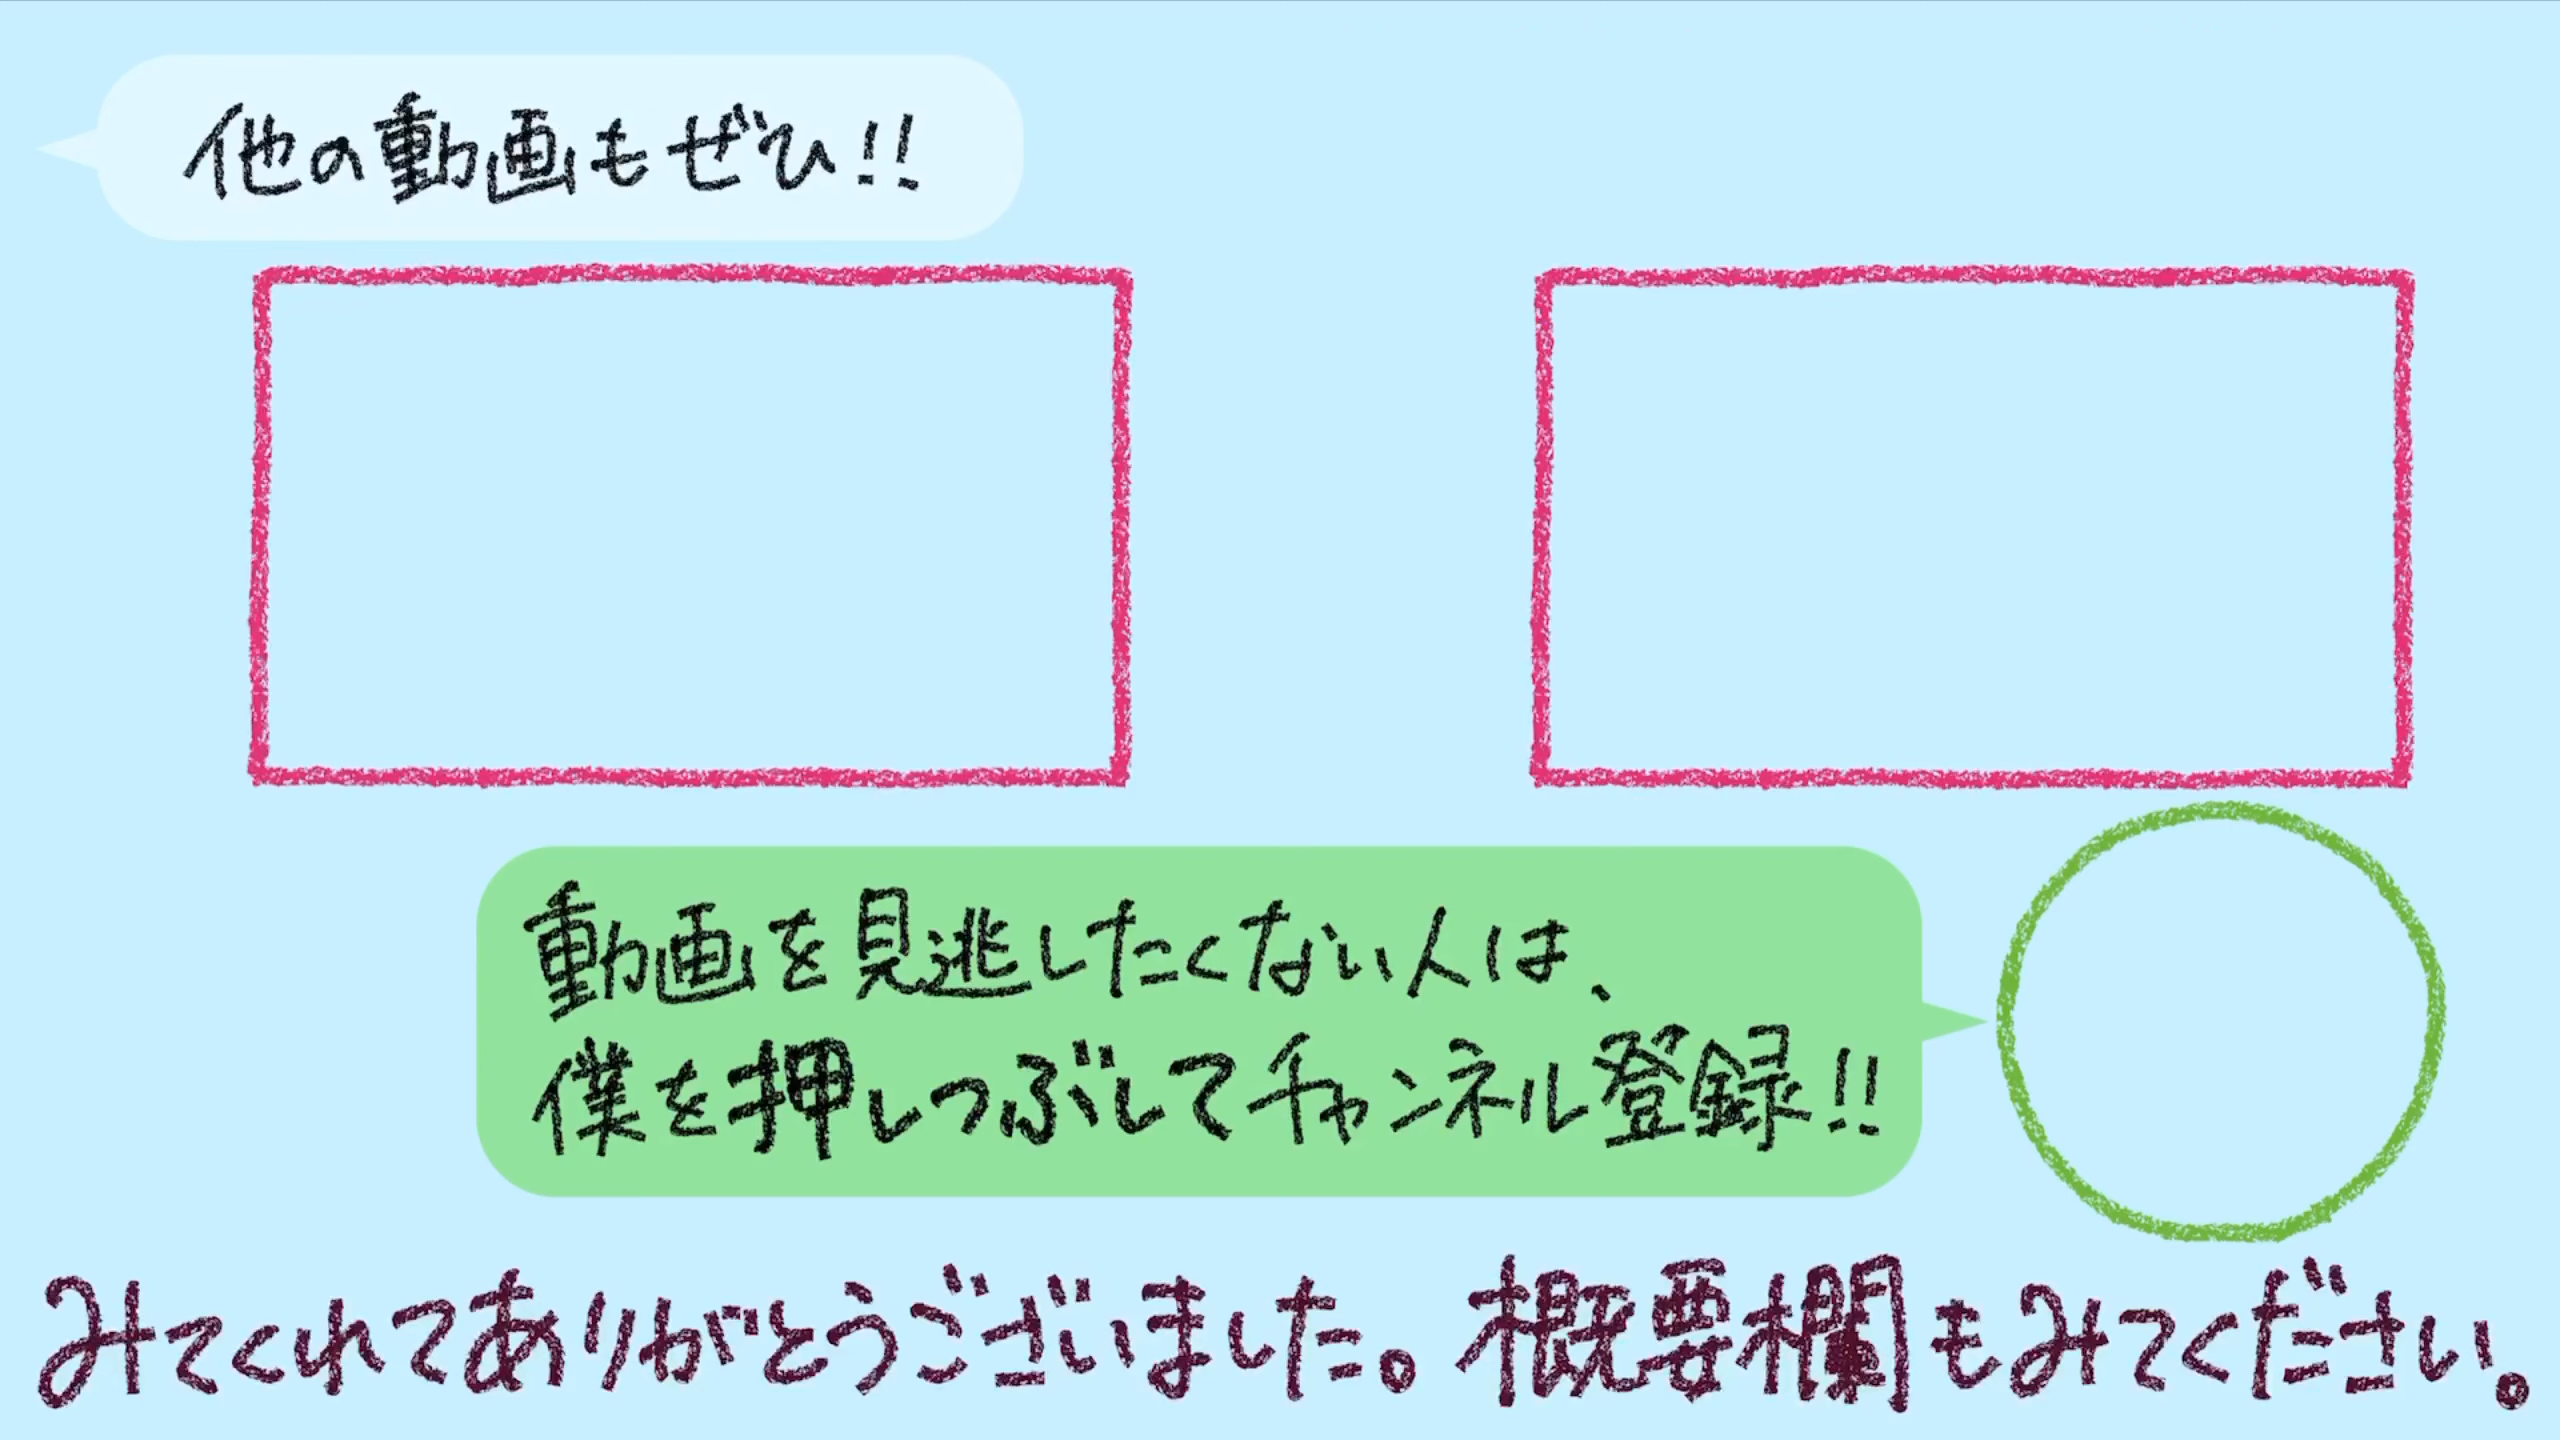 他の動画もぜひ!!
動画を見逃したくない人は、
僕を押しつぶしてチャンネル登録!!
みてくれてありがとうございました。概要欄もみてください。